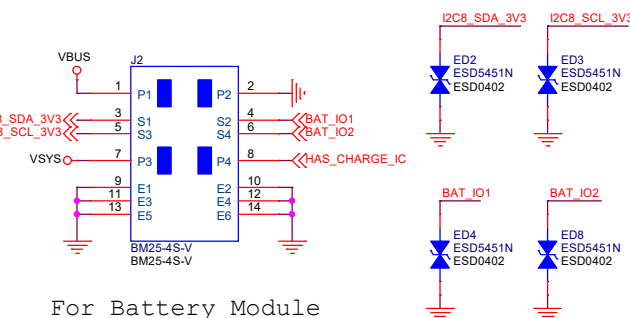 I2C8_SDA_3V3
I2C8_SCL_3V3
VBUS
J2
ED2
ESD5451N
ESD0402
ED3
ESD5451N
ESD0402
1 P1 P2 2
8_SDA_3V3 3 S1 S2 4 BAT_IO1
8_SCL_3V3 5 S3 S4 6 BAT_IO2
VSYS 7 P3 P4 8 HAS_CHARGE_IC
9 E1 E2 10
11 E3 E4 12
13 E5 E6 14
BM25-4S-V
BM25-4S-V
BAT_IO1
BAT_IO2
ED4
ESD5451N
ESD0402
ED8
ESD5451N
ESD0402
For Battery Module